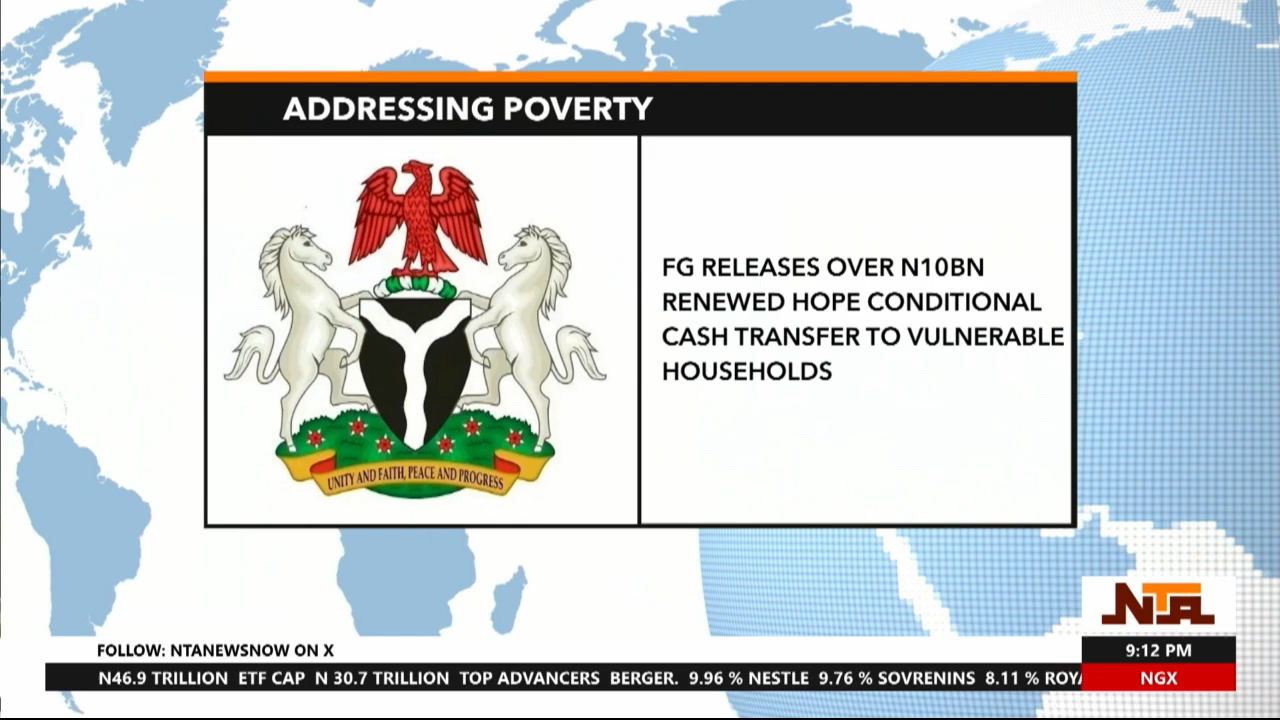 ADDRESSING POVERTY
FG RELEASES OVER N10BN
RENEWED HOPE CONDITIONAL
CASH TRANSFER TO VULNERABLE
HOUSEHOLDS
UNITY AND FAITH, PEACE AND PROGRESS
NTA
FOLLOW: NTANEWSNOW ON X
9:12 PM
N46.9 TRILLION ETF CAP N 30.7 TRILLION TOP ADVANCERS BERGER. 9.96 % NESTLE 9.76 % SOVRENINS 8.11 % ROYA
NGX